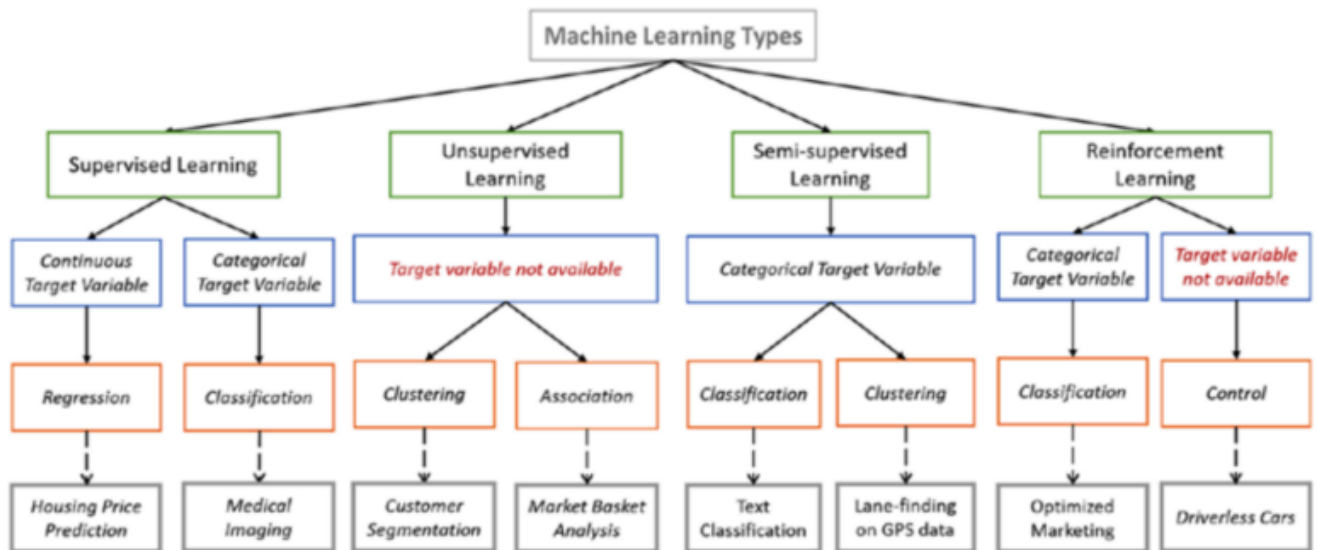 Machine Learning Types
Supervised Learning
Unsupervised
Learning
Semi-supervised
Learning
Reinforcement
Learning
Continuous
Target Variable
Categorical
Target Variable
Target variable not available
Categorical Target Variable
Categorical
Target Variable
Target variable
not available
Regression
Classification
Clustering
Association
Classification
Clustering
Classification
Control
Housing Price
Prediction
Medical
Imaging
Customer
Segmentation
Market Basket
Analysis
Text
Classification
Lane-finding
on GPS data
Optimized
Marketing
Driverless Cars